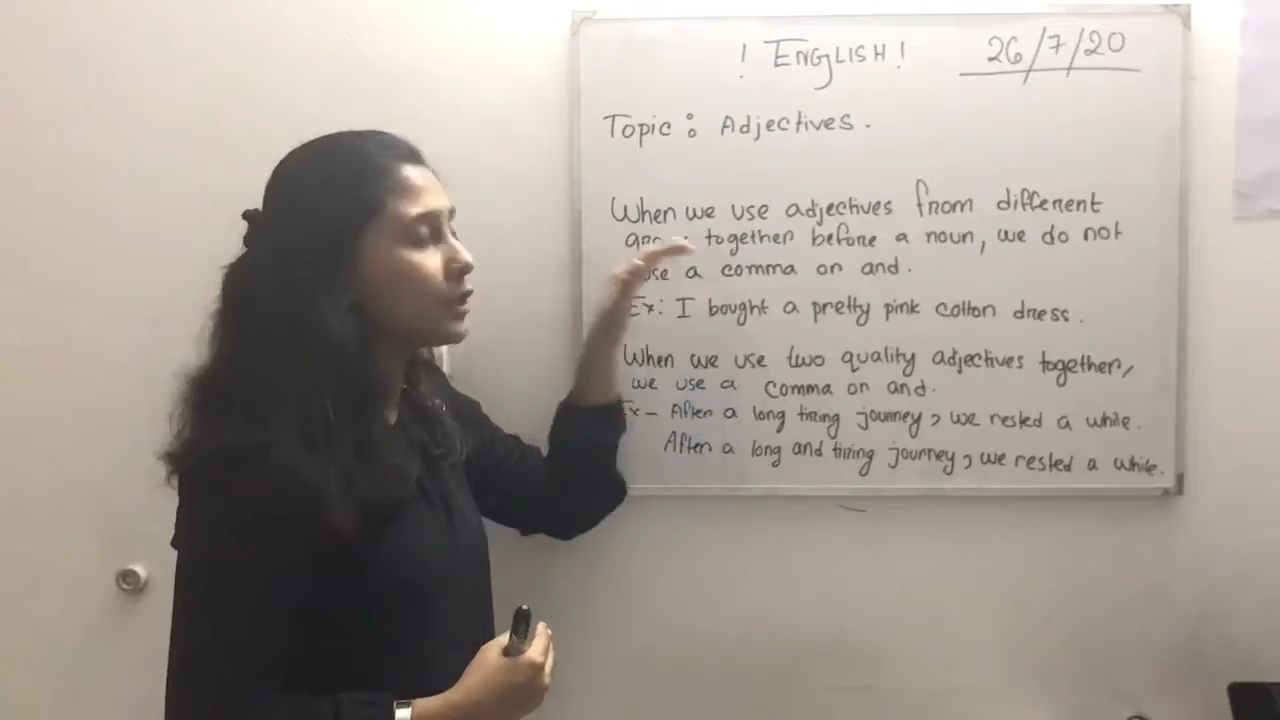 ! ENGLISH !
26/7/20
Topic : Adjectives.
When we use adjectives from different
together before a noun, we do not
use a comma or and.
Ex: I bought a pretty pink cotton dress.
When we use two quality adjectives together,
we use a comma or and.
Ex - After a long tiring journey, we rested a while.
After a long and tiring journey, we rested a while.